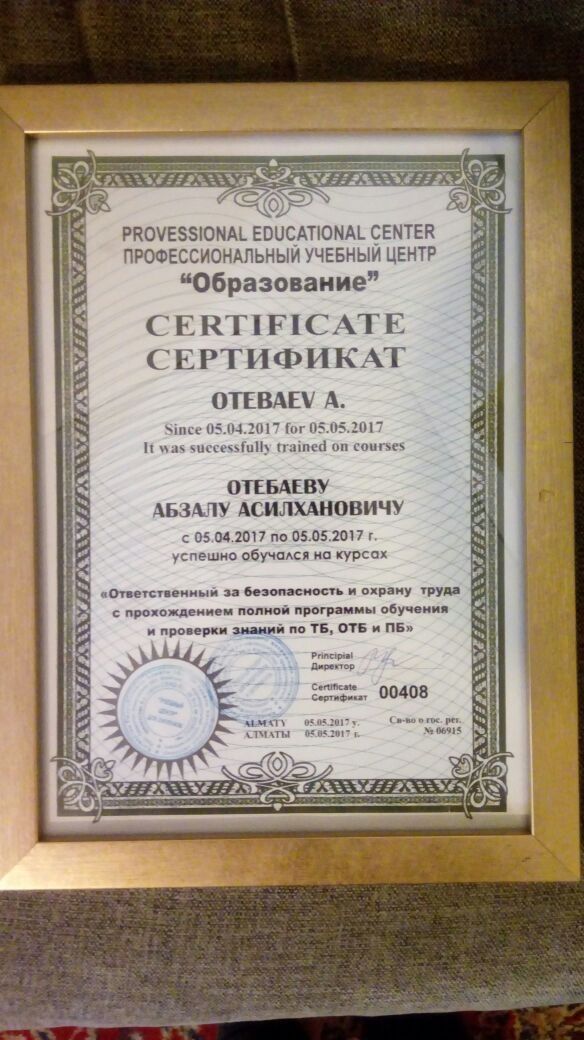 PROVESSIONAL EDUCATIONAL CENTER
ПРОФЕССИОНАЛЬНЫЙ УЧЕБНЫЙ ЦЕНТР
“Образование”
CERTIFICATE
СЕРТИФИКАТ
OTEBAEV A.
Since 05.04.2017 for 05.05.2017
It was successfully trained on courses
ОТЕБАЕВУ
АБЗАЛУ АСИЛХАНОВИЧУ
с 05.04.2017 по 05.05.2017 г.
успешно обучался на курсах
«Ответственный за безопасность и охрану труда
с прохождением полной программы обучения
и проверки знаний по ТБ, ОТБ и ПБ»
Principial
Директор
Certificate
Сертификат
00408
ALMATY 05.05.2017 y.
АЛМАТЫ 05.05.2017 г.
Св-во о гос. рег.
№ 06915